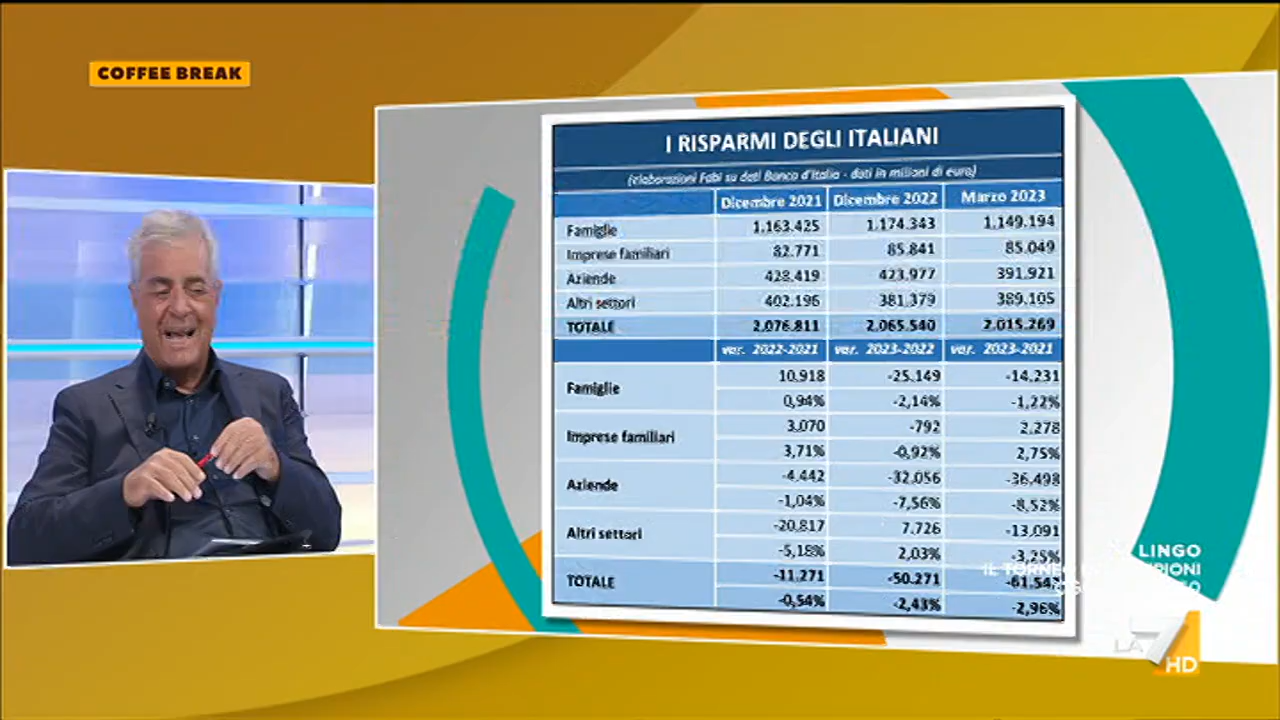 COFFEE BREAK
I RISPARMI DEGLI ITALIANI
(elaborazioni Fabi su dati Banca d'Italia - dati in milioni di euro)
Dicembre 2021 Dicembre 2022 Marzo 2023
Famiglie 1.163.425 1.174.343 1.149.194
Imprese familiari 82.771 85.841 85.049
Aziende 428.419 423.977 391.921
Altri settori 402.196 381.379 389.105
TOTALE 2.076.811 2.065.540 2.015.269
var. 2022-2021 var. 2023-2022 var. 2023-2021
Famiglie 10.918 -25.149 -14.231
0,94% -2,14% -1,22%
Imprese familiari 3.070 -792 2.278
3,71% -0,92% 2,75%
Aziende -4.442 -32.056 -36.498
-1,04% -7,56% -8,52%
Altri settori -20.817 7.726 -13.091
-5,18% 2,03% -3,25%
TOTALE -11.271 -50.271 -61.542
-0,54% -2,43% -2,96%
LINGO
IL TORNEO
LA7
HD